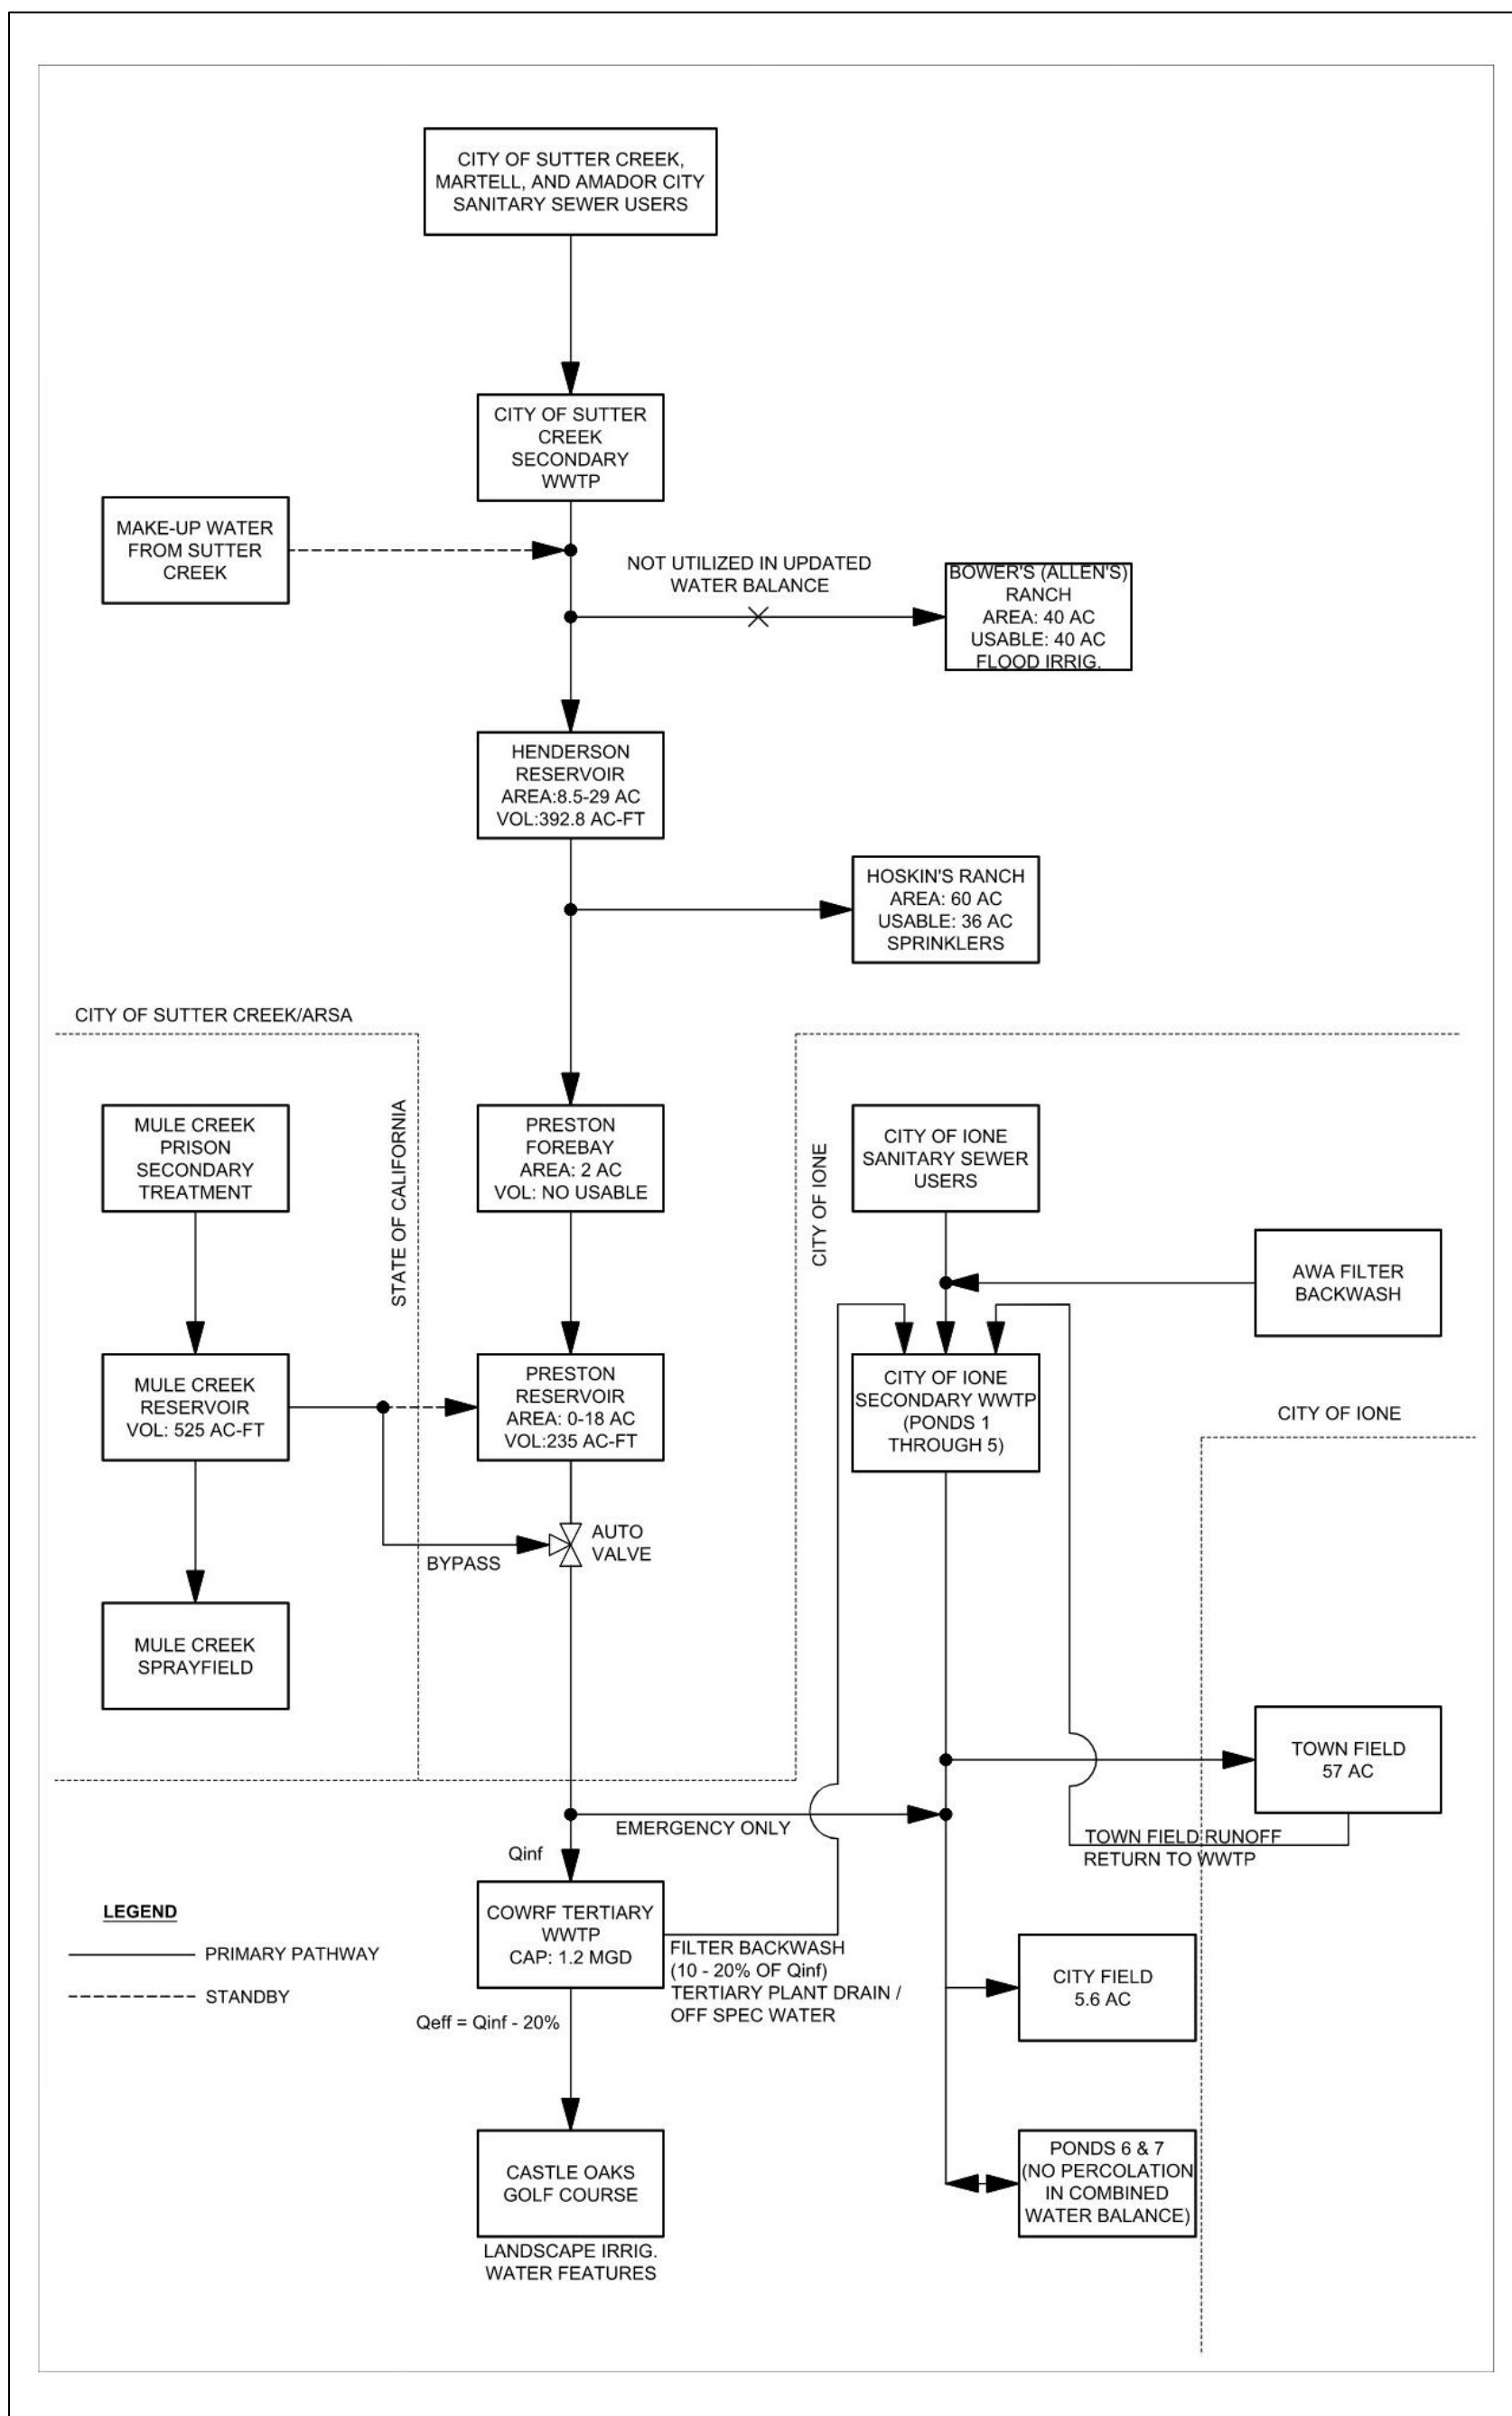 CITY OF SUTTER CREEK,
MARTELL, AND AMADOR CITY
SANITARY SEWER USERS
CITY OF SUTTER
CREEK
SECONDARY
WWTP
MAKE-UP WATER
FROM SUTTER
CREEK
NOT UTILIZED IN UPDATED
WATER BALANCE
BOWER'S (ALLEN'S)
RANCH
AREA: 40 AC
USABLE: 40 AC
FLOOD IRRIG.
HENDERSON
RESERVOIR
AREA:8.5-29 AC
VOL:392.8 AC-FT
HOSKIN'S RANCH
AREA: 60 AC
USABLE: 36 AC
SPRINKLERS
CITY OF SUTTER CREEK/ARSA
MULE CREEK
PRISON
SECONDARY
TREATMENT
STATE OF CALIFORNIA
PRESTON
FOREBAY
AREA: 2 AC
VOL: NO USABLE
CITY OF IONE
CITY OF IONE
SANITARY SEWER
USERS
AWA FILTER
BACKWASH
MULE CREEK
RESERVOIR
VOL: 525 AC-FT
PRESTON
RESERVOIR
AREA: 0-18 AC
VOL:235 AC-FT
CITY OF IONE
SECONDARY WWTP
(PONDS 1
THROUGH 5)
CITY OF IONE
AUTO
VALVE
BYPASS
MULE CREEK
SPRAYFIELD
TOWN FIELD
57 AC
EMERGENCY ONLY
TOWN FIELD RUNOFF
RETURN TO WWTP
Qinf
LEGEND
PRIMARY PATHWAY
STANDBY
COWRF TERTIARY
WWTP
CAP: 1.2 MGD
FILTER BACKWASH
(10 - 20% OF Qinf)
TERTIARY PLANT DRAIN /
OFF SPEC WATER
CITY FIELD
5.6 AC
Qeff = Qinf - 20%
CASTLE OAKS
GOLF COURSE
LANDSCAPE IRRIG.
WATER FEATURES
PONDS 6 & 7
(NO PERCOLATION
IN COMBINED
WATER BALANCE)